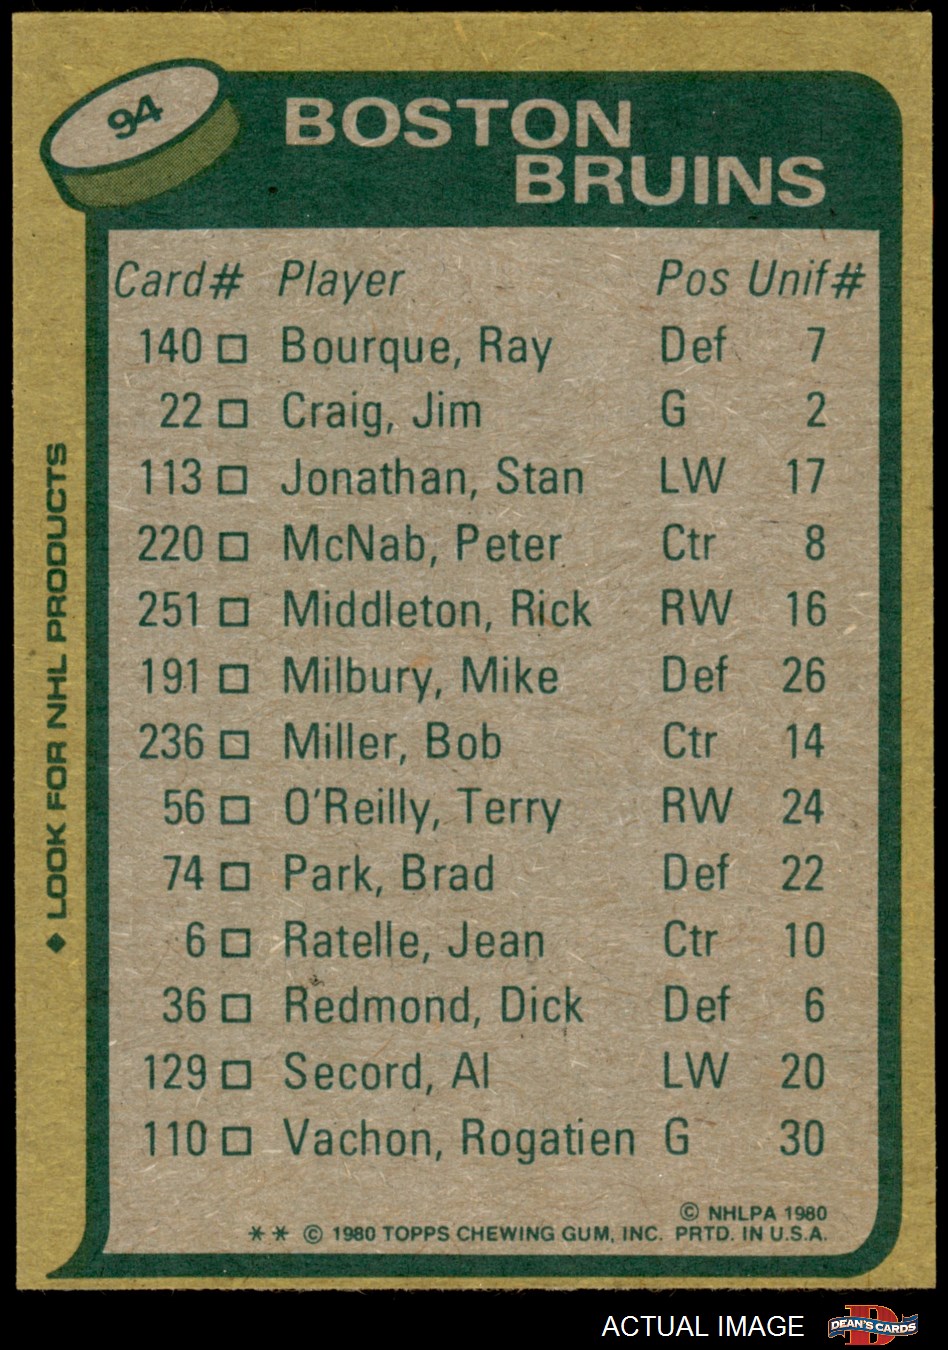 94
BOSTON
BRUINS
Card# Player Pos Unif#
140 □ Bourque, Ray Def 7
22 □ Craig, Jim G 2
113 □ Jonathan, Stan LW 17
220 □ McNab, Peter Ctr 8
251 □ Middleton, Rick RW 16
191 □ Milbury, Mike Def 26
236 □ Miller, Bob Ctr 14
56 □ O'Reilly, Terry RW 24
74 □ Park, Brad Def 22
6 □ Ratelle, Jean Ctr 10
36 □ Redmond, Dick Def 6
129 □ Secord, Al LW 20
110 □ Vachon, Rogatien G 30
© NHLPA 1980
** © 1980 TOPPS CHEWING GUM, INC. PRTD. IN U.S.A.
◆ LOOK FOR NHL PRODUCTS
ACTUAL IMAGE
D
DEAN'S CARDS